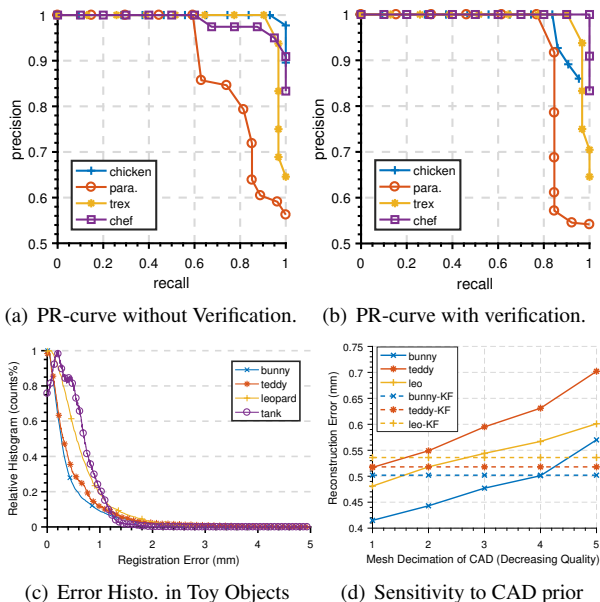 precision
1
0.9
0.8
0.7
0.6
0.5
chicken
para.
trex
chef
0 0.2 0.4 0.6 0.8 1
recall
(a) PR-curve without Verification.
precision
1
0.9
0.8
0.7
0.6
0.5
chicken
para.
trex
chef
0 0.2 0.4 0.6 0.8 1
recall
(b) PR-curve with verification.
Relative Histogram (counts%)
1
0.8
0.6
0.4
0.2
0
bunny
teddy
leopard
tank
0 1 2 3 4 5
Registration Error (mm)
(c) Error Histo. in Toy Objects
Reconstruction Error (mm)
0.75
0.7
0.65
0.6
0.55
0.5
0.45
0.4
bunny
teddy
leo
bunny-KF
teddy-KF
leo-KF
1 2 3 4 5
Mesh Decimation of CAD (Decreasing Quality)
(d) Sensitivity to CAD prior